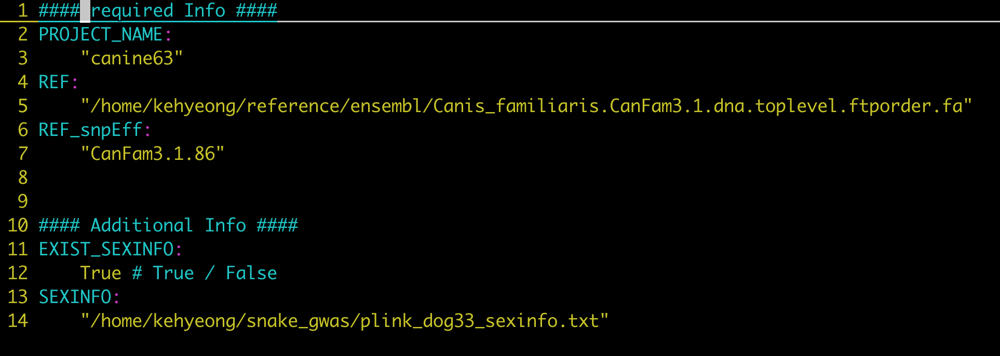 1 #### required Info ####
2 PROJECT_NAME:
3 "canine63"
4 REF:
5 "/home/kehyeong/reference/ensembl/Canis_familiaris.CanFam3.1.dna.toplevel.ftporder.fa"
6 REF_snpEff:
7 "CanFam3.1.86"
8
9
10 #### Additional Info ####
11 EXIST_SEXINFO:
12 True # True / False
13 SEXINFO:
14 "/home/kehyeong/snake_gwas/plink_dog33_sexinfo.txt"